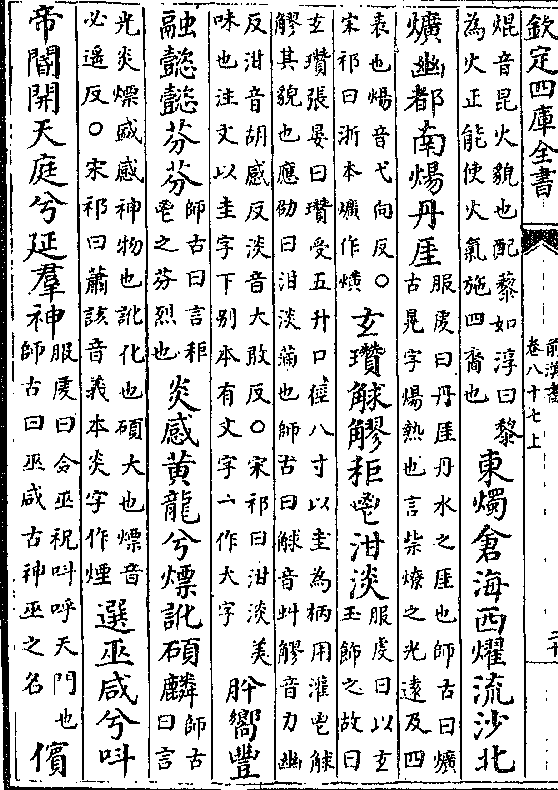 欽定四庫全書
前漢書
卷八十七上
焜音昆火貌也配藜如淳曰黎
為火正能使火氣施四裔也
東燭倉海西耀流沙北
爌幽都南煬丹厓
服虔曰丹厓丹水之厓也師古曰爌
古晃字煬熱也言柴燎之光遠及四
表也煬音弋向反○
宋祁曰浙本爌作熿
玄瓚觩䚧秬鬯泔淡
服虔曰以玄
玉飾之故曰
玄瓚張晏曰瓚受五升口徑八寸以圭為柄用灌鬯觩
䚧其貌也應劭曰泔淡滿也師古曰觩音虯䚧音力幽
反泔音胡感反淡音大敢反○宋祁曰泔淡美
味也注文以圭字下别本有文字一作大字
肸嚮豐
融懿懿芬芬
師古曰言秬
鬯之芬烈也
炎感黄龍兮熛訛碩麟
師古
曰言
光炎熛盛感神物也訛化也碩大也熛音
必遥反○宋祁曰蕭該音義本炎字作煙
選巫咸兮呌
帝閽開天庭兮延羣神
服虔曰令巫祝呌呼天門也
師古曰巫咸古神巫之名
儐